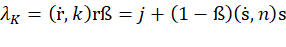 λ_K = (ṙ, k)rß = j + (1 − ß)(ṡ, n)s